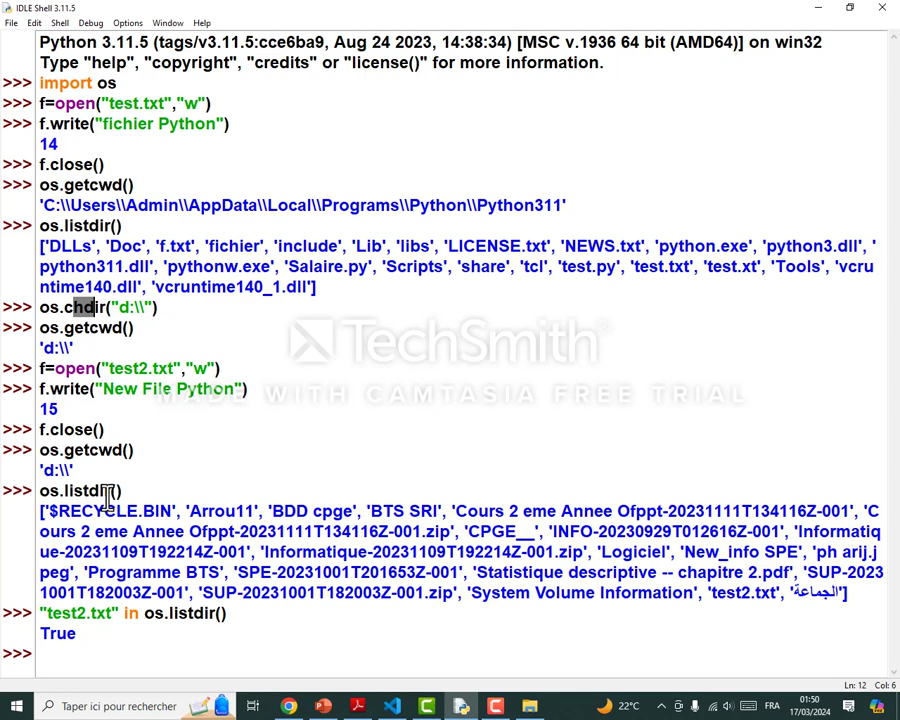 IDLE Shell 3.11.5
File Edit Shell Debug Options Window Help
Python 3.11.5 (tags/v3.11.5:cce6ba9, Aug 24 2023, 14:38:34) [MSC v.1936 64 bit (AMD64)] on win32
Type "help", "copyright", "credits" or "license()" for more information.
>>> import os
>>> f=open("test.txt","w")
>>> f.write("fichier Python")
14
>>> f.close()
>>> os.getcwd()
'C:\\Users\\Admin\\AppData\\Local\\Programs\\Python\\Python311'
>>> os.listdir()
['DLLs', 'Doc', 'f.txt', 'fichier', 'include', 'Lib', 'libs', 'LICENSE.txt', 'NEWS.txt', 'python.exe', 'python3.dll', '
python311.dll', 'pythonw.exe', 'Salaire.py', 'Scripts', 'share', 'tcl', 'test.py', 'test.txt', 'test.xt', 'Tools', 'vcru
ntime140.dll', 'vcruntime140_1.dll']
>>> os.chdir("d:\\")
>>> os.getcwd()
'd:\\'
TechSmith
>>> f=open("test2.txt","w")
>>> f.write("New File Python")
MADE WITH CAMTASIA FREE TRIAL
15
>>> f.close()
>>> os.getcwd()
'd:\\'
>>> os.listdir()
['$RECYCLE.BIN', 'Arrou11', 'BDD cpge', 'BTS SRI', 'Cours 2 eme Annee Ofppt-20231111T134116Z-001', 'C
ours 2 eme Annee Ofppt-20231111T134116Z-001.zip', 'CPGE__', 'INFO-20230929T012616Z-001', 'Informatiq
ue-20231109T192214Z-001', 'Informatique-20231109T192214Z-001.zip', 'Logiciel', 'New_info SPE', 'ph arij.j
peg', 'Programme BTS', 'SPE-20231001T201653Z-001', 'Statistique descriptive -- chapitre 2.pdf', 'SUP-2023
1001T182003Z-001', 'SUP-20231001T182003Z-001.zip', 'System Volume Information', 'test2.txt', 'الجماعة']
>>> "test2.txt" in os.listdir()
True
>>>
Ln: 12 Col: 6
Taper ici pour rechercher
22°C
FRA
01:50
17/03/2024